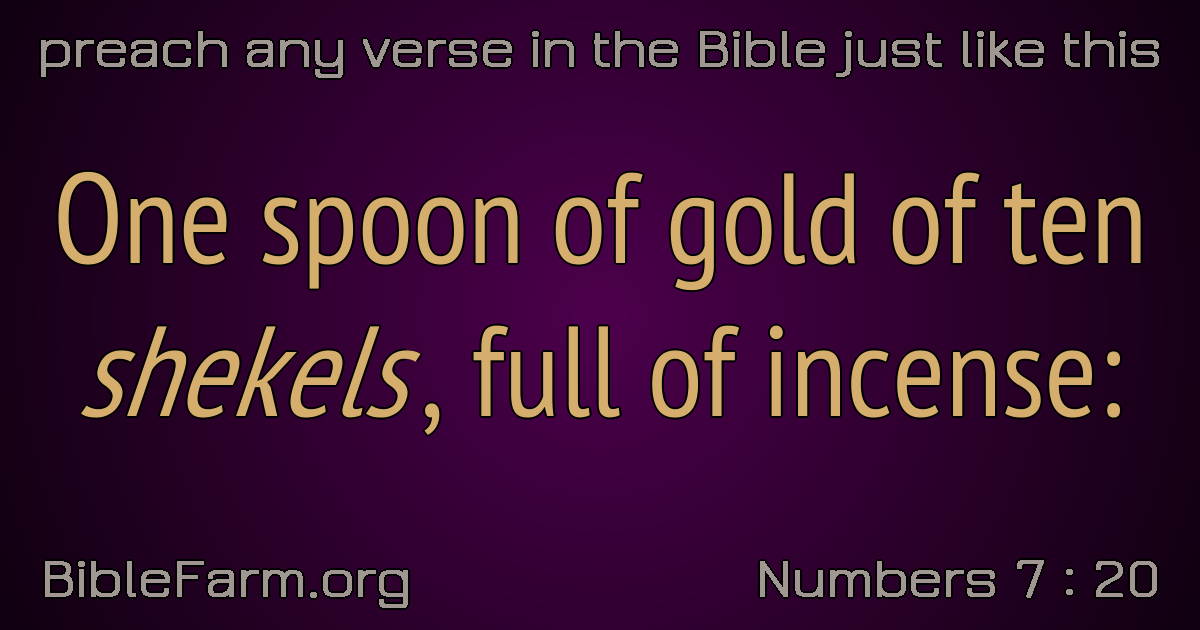 preach any verse in the Bible just like this
One spoon of gold of ten
shekels, full of incense:
BibleFarm.org
Numbers 7 : 20